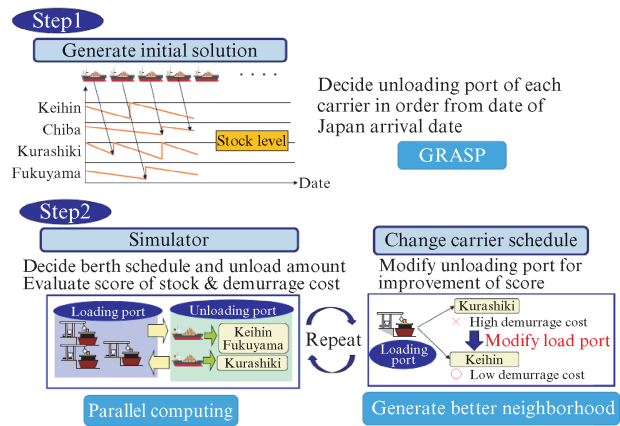 Step1
Generate initial solution
Keihin
Chiba
Kurashiki
Fukuyama
Stock level
Date
Decide unloading port of each
carrier in order from date of
Japan arrival date
GRASP
Step2
Simulator
Decide berth schedule and unload amount
Evaluate score of stock & demurrage cost
Loading port
Unloading port
Keihin
Fukuyama
Kurashiki
Parallel computing
Repeat
Change carrier schedule
Modify unloading port for
improvement of score
Kurashiki
× High demurrage cost
Modify load port
Loading
port
Keihin
○ Low demurrage cost
Generate better neighborhood